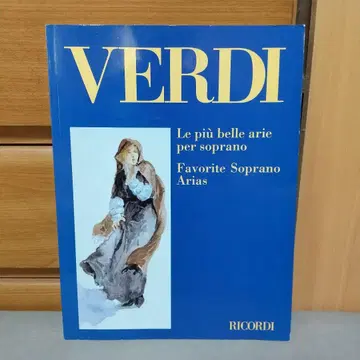 VERDI
Le più belle arie
per soprano
Favorite Soprano
Arias
RICORDI